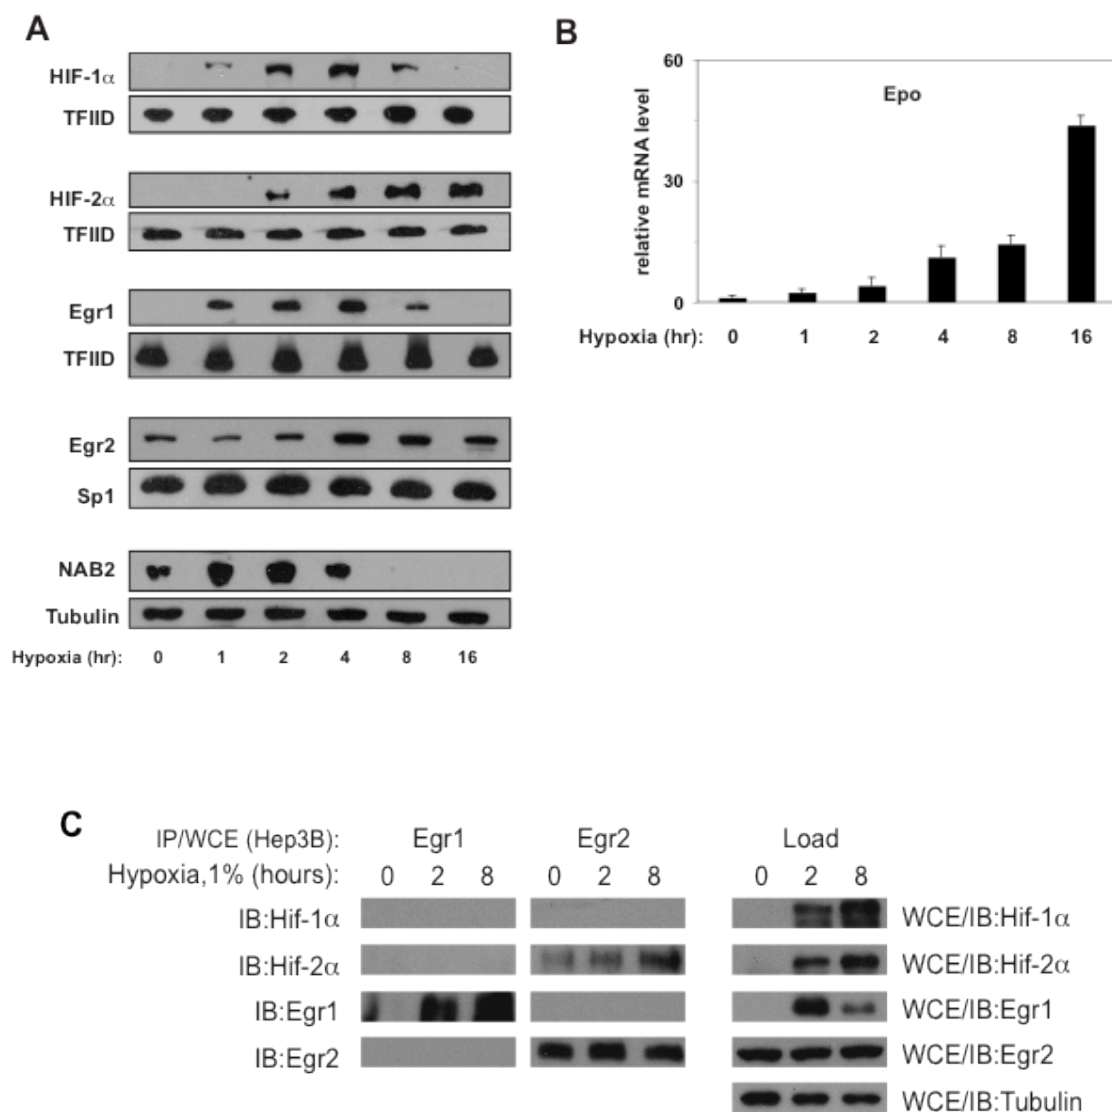 A
HIF-1α
TFIID
HIF-2α
TFIID
Egr1
TFIID
Egr2
Sp1
NAB2
Tubulin
Hypoxia (hr): 0 1 2 4 8 16
B
60
30
0
relative mRNA level
Epo
Hypoxia (hr): 0 1 2 4 8 16
C
IP/WCE (Hep3B): Egr1 Egr2 Load
Hypoxia,1% (hours): 0 2 8 0 2 8 0 2 8
IB:Hif-1α WCE/IB:Hif-1α
IB:Hif-2α WCE/IB:Hif-2α
IB:Egr1 WCE/IB:Egr1
IB:Egr2 WCE/IB:Egr2
WCE/IB:Tubulin